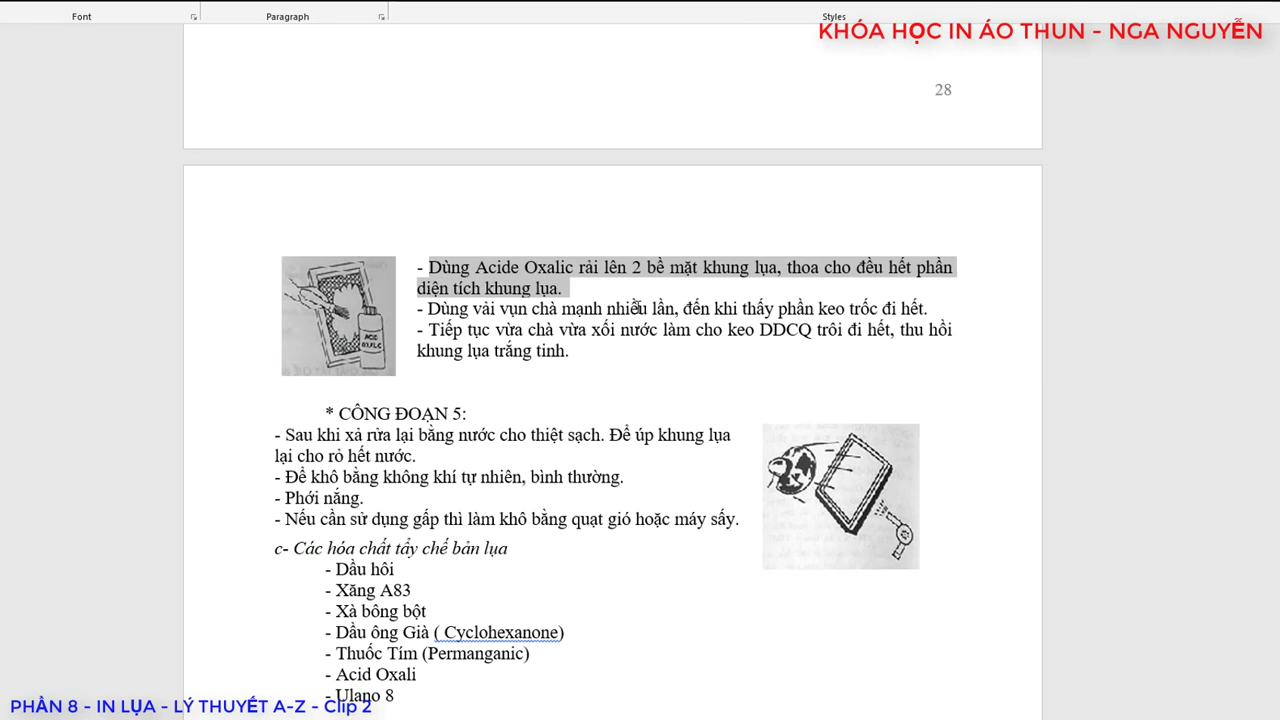 Font
Paragraph
Styles
KHÓA HỌC IN ÁO THUN - NGA NGUYỄN
28
- Dùng Acide Oxalic rải lên 2 bề mặt khung lụa, thoa cho đều hết phần
diện tích khung lụa.
- Dùng vải vụn chà mạnh nhiều lần, đến khi thấy phần keo trốc đi hết.
- Tiếp tục vừa chà vừa xối nước làm cho keo DDCQ trôi đi hết, thu hồi
khung lụa trắng tinh.
ACID
OXALC
* CÔNG ĐOẠN 5:
- Sau khi xả rửa lại bằng nước cho thiệt sạch. Để úp khung lụa
lại cho rỏ hết nước.
- Để khô bằng không khí tự nhiên, bình thường.
- Phới nắng.
- Nếu cần sử dụng gấp thì làm khô bằng quạt gió hoặc máy sấy.
c- Các hóa chất tẩy chế bản lụa
- Dầu hôi
- Xăng A83
- Xà bông bột
- Dầu ông Già ( Cyclohexanone)
- Thuốc Tím (Permanganic)
- Acid Oxali
- Ulano 8
PHẦN 8 - IN LỤA - LÝ THUYẾT A-Z - Clip 2